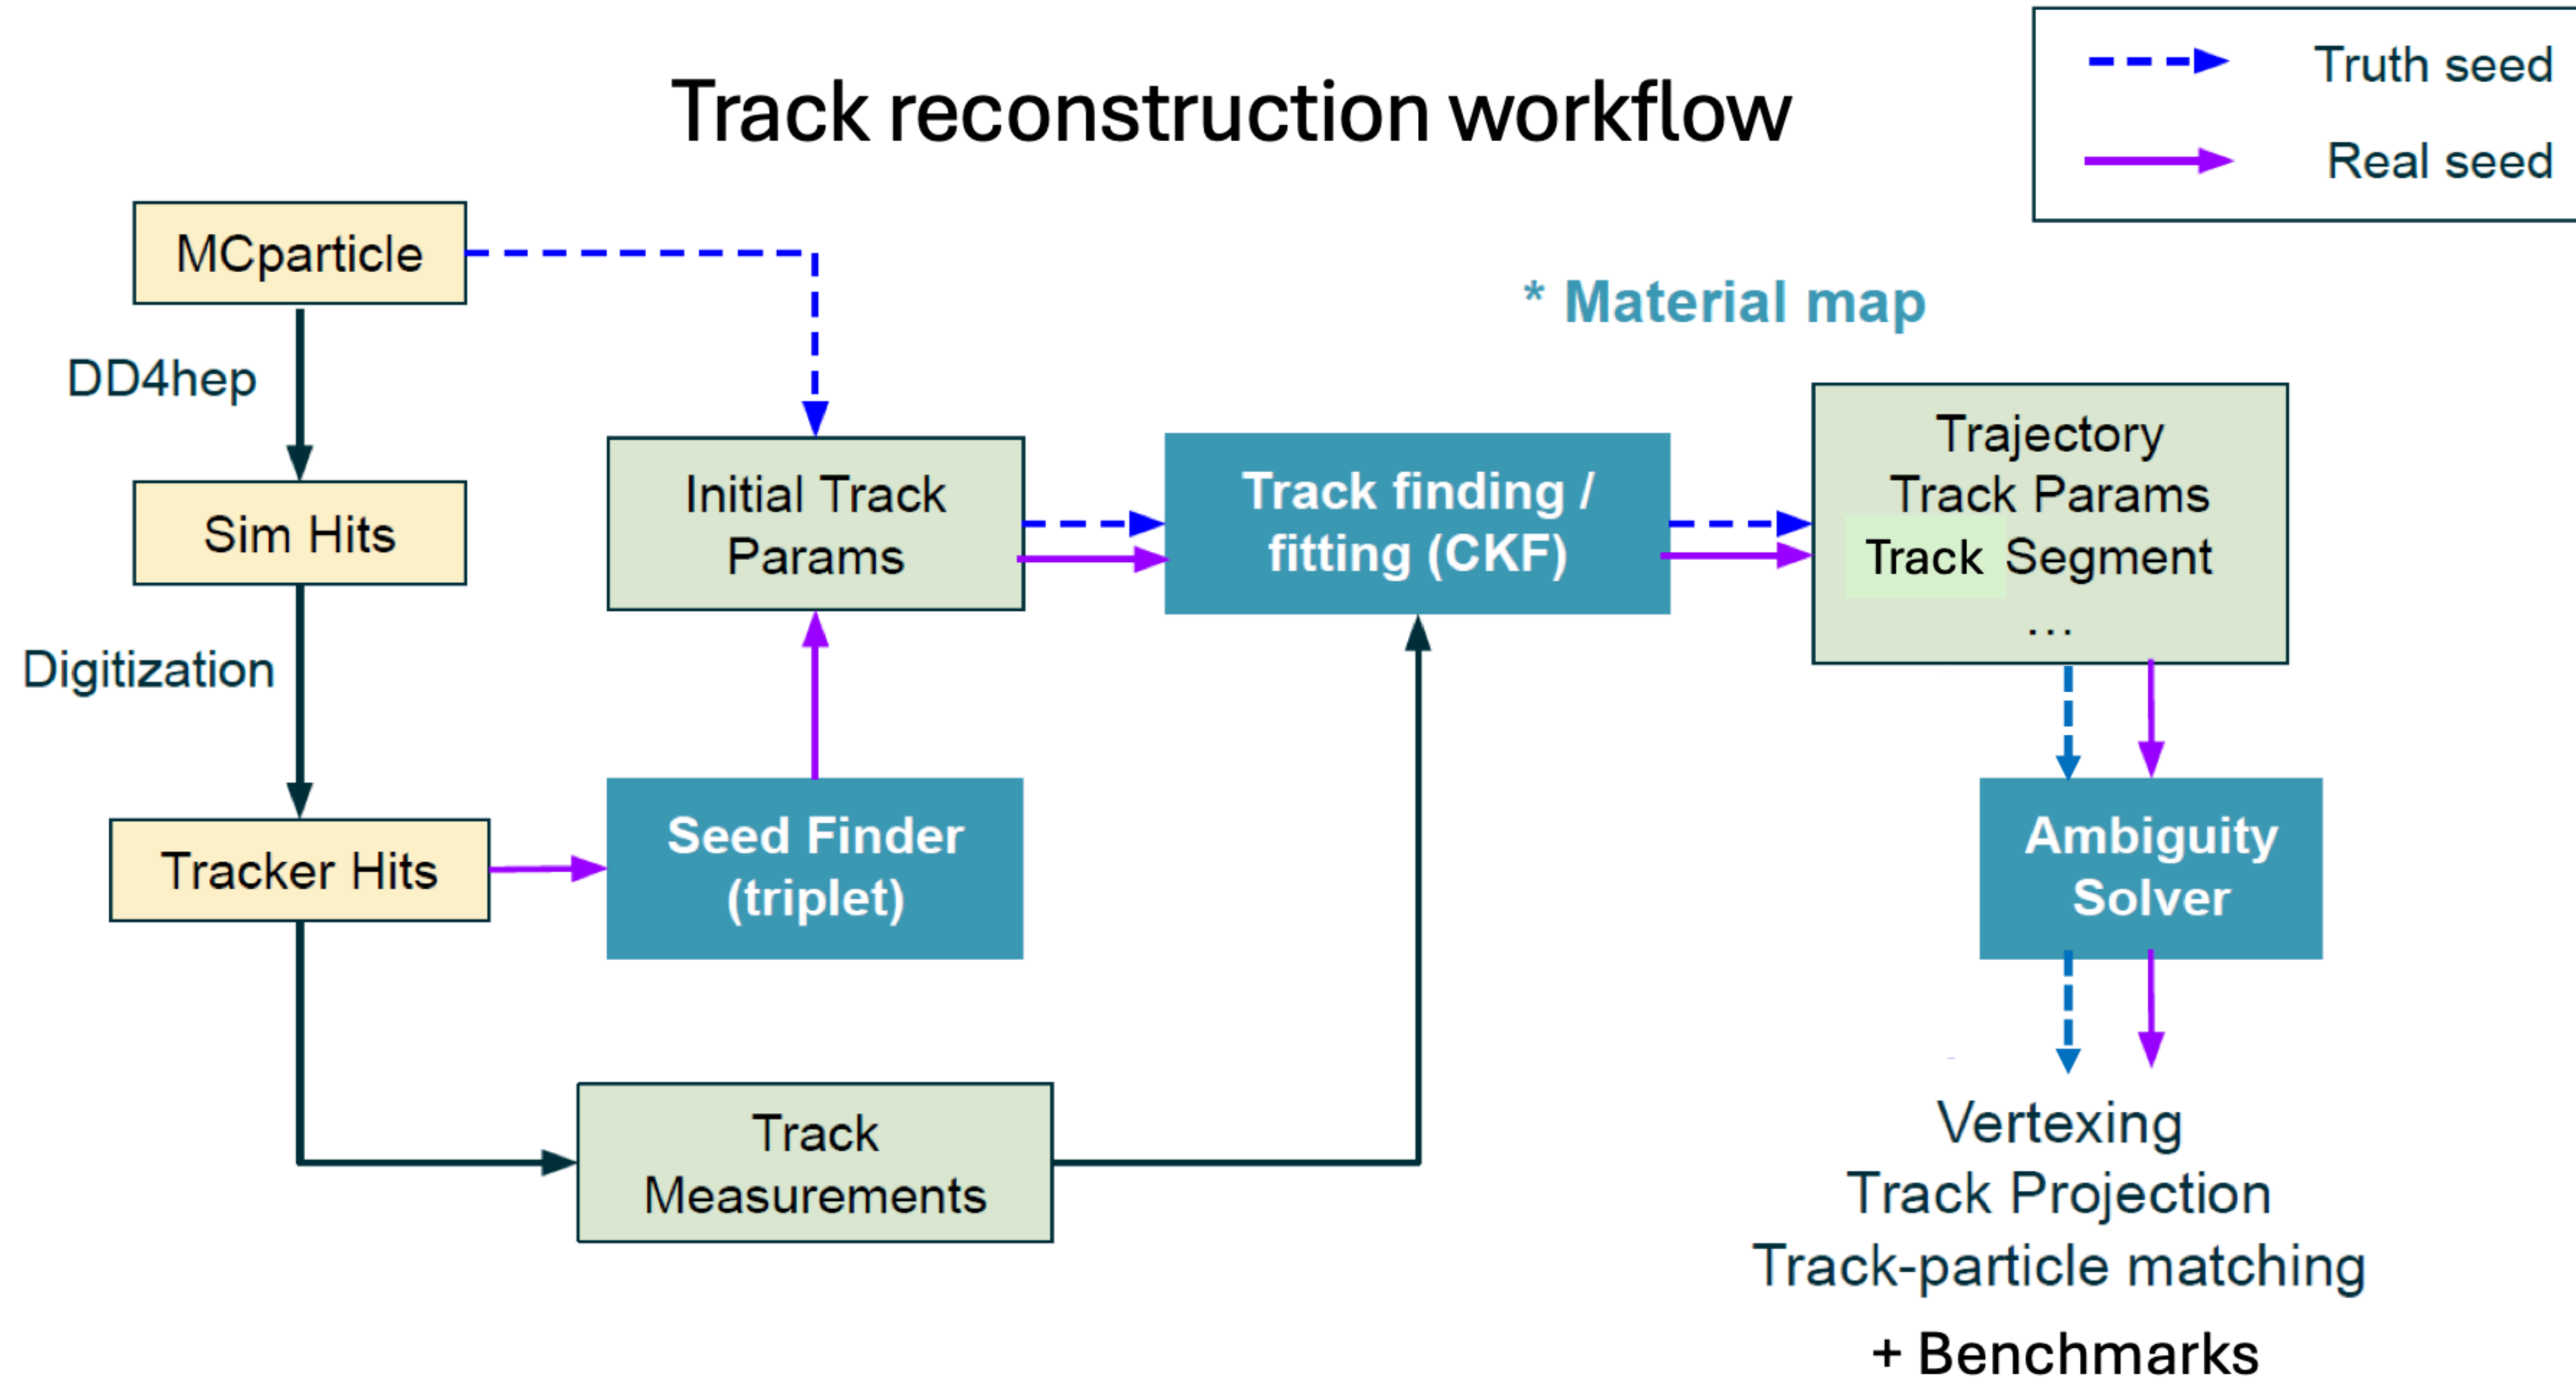 Track reconstruction workflow
Truth seed
Real seed
MCparticle
* Material map
DD4hep
Sim Hits
Initial Track
Params
Track finding /
fitting (CKF)
Trajectory
Track Params
Track Segment
...
Digitization
Tracker Hits
Seed Finder
(triplet)
Ambiguity
Solver
Track
Measurements
Vertexing
Track Projection
Track-particle matching
+ Benchmarks